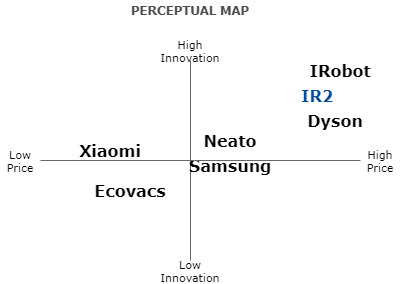 PERCEPTUAL MAP
High
Innovation
IRobot
IR2
Dyson
Neato
Xiaomi
Low
Price
High
Price
Samsung
Ecovacs
Low
Innovation